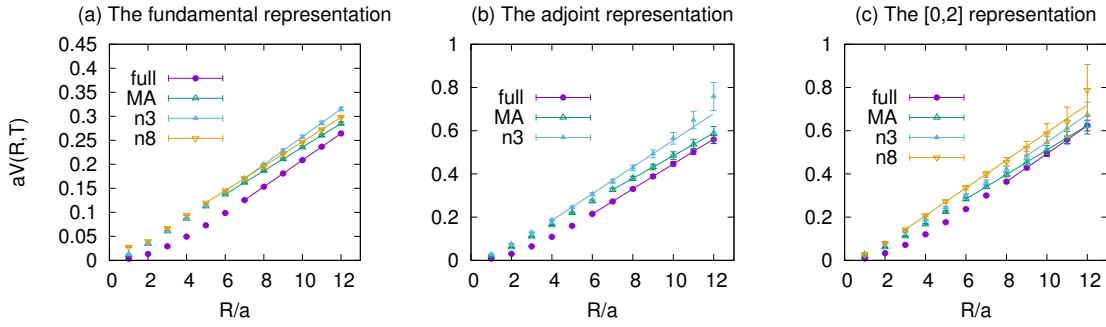 (a) The fundamental representation
(b) The adjoint representation
(c) The [0,2] representation
aV(R,T)
0.45
0.4
0.35
0.3
0.25
0.2
0.15
0.1
0.05
0
full
MA
n3
n8
0 2 4 6 8 10 12
R/a
1
0.8
0.6
0.4
0.2
0
full
MA
n3
0 2 4 6 8 10 12
R/a
1
0.8
0.6
0.4
0.2
0
full
MA
n3
n8
0 2 4 6 8 10 12
R/a